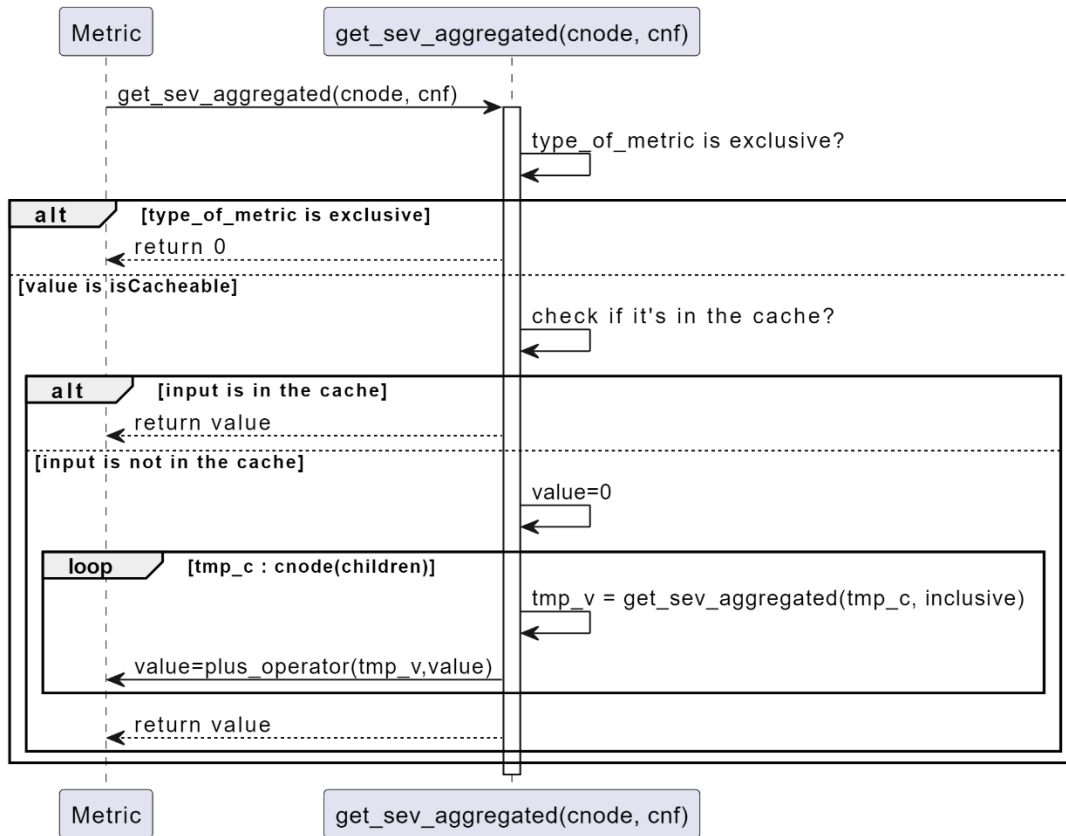 Metric
get_sev_aggregated(cnode, cnf)
get_sev_aggregated(cnode, cnf)
type_of_metric is exclusive?
alt [type_of_metric is exclusive]
return 0
[value is isCacheable]
check if it's in the cache?
alt [input is in the cache]
return value
[input is not in the cache]
value=0
loop [tmp_c : cnode(children)]
tmp_v = get_sev_aggregated(tmp_c, inclusive)
value=plus_operator(tmp_v,value)
return value
Metric
get_sev_aggregated(cnode, cnf)